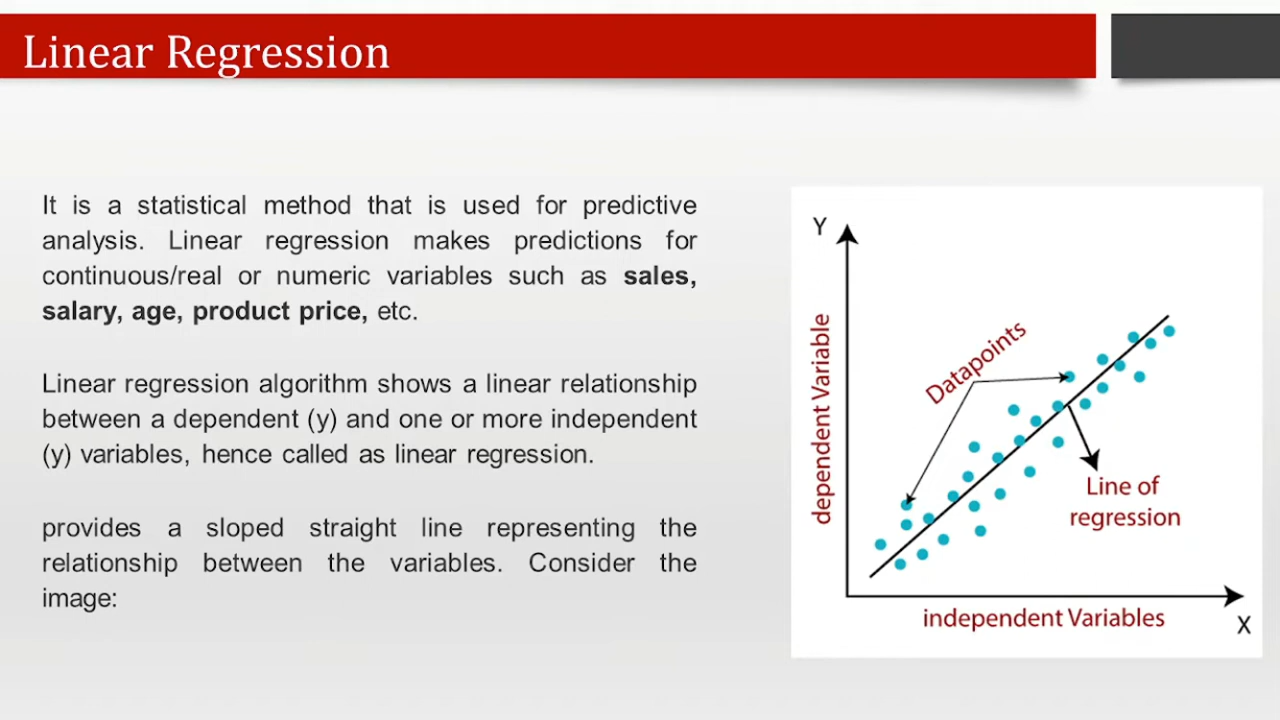 Linear Regression
It is a statistical method that is used for predictive
analysis. Linear regression makes predictions for
continuous/real or numeric variables such as sales,
salary, age, product price, etc.
Linear regression algorithm shows a linear relationship
between a dependent (y) and one or more independent
(y) variables, hence called as linear regression.
provides a sloped straight line representing the
relationship between the variables. Consider the
image:
Y
dependent Variable
Datapoints
Line of
regression
independent Variables
X